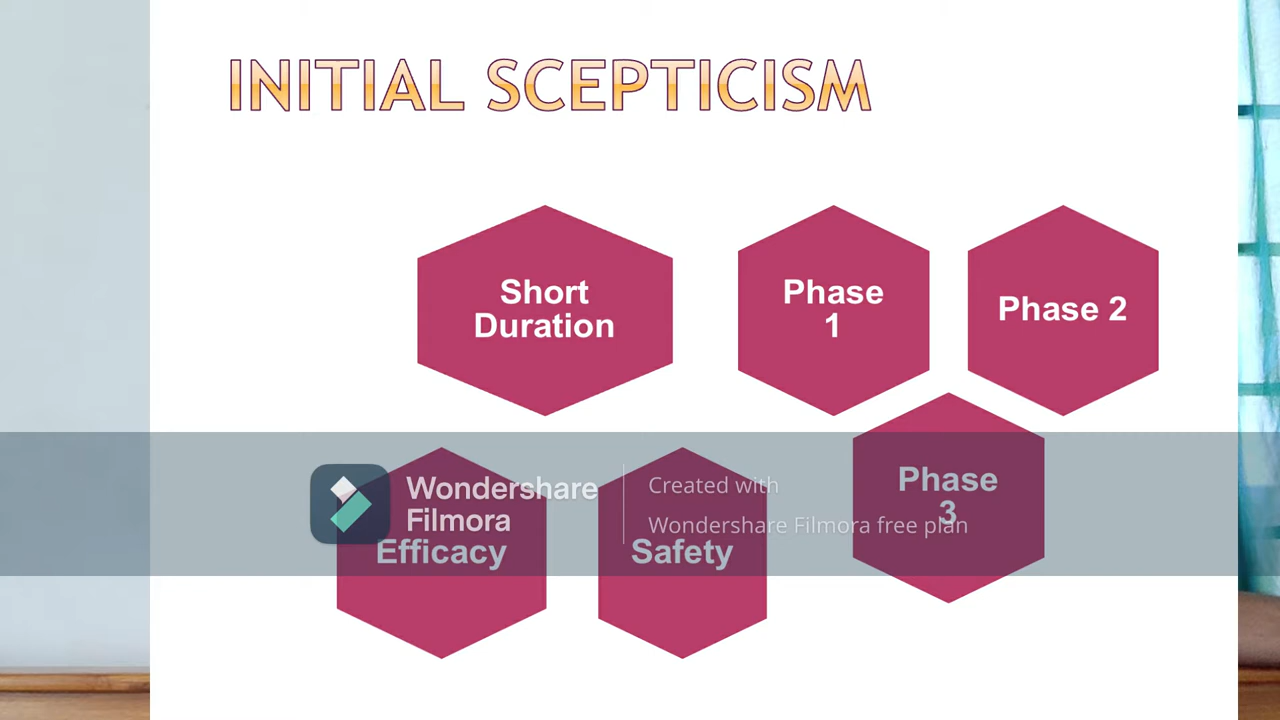 INITIAL SCEPTICISM
Short
Duration
Phase
1
Phase 2
Phase
3
Wondershare
Filmora
Created with
Wondershare Filmora free plan
Efficacy
Safety